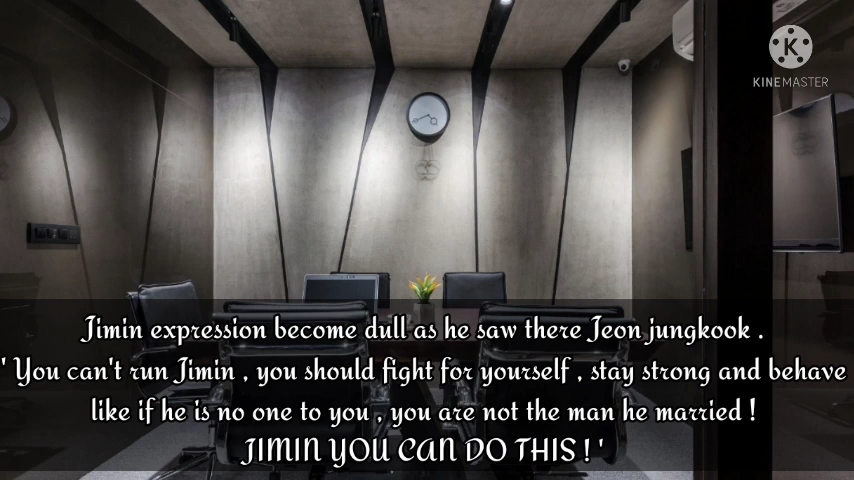 KINEMASTER
Jimin expression become dull as he saw there Jeon jungkook .
' You can't run Jimin , you should fight for yourself , stay strong and behave
like if he is no one to you , you are not the man he married !
JIMIN YOU CAN DO THIS ! '